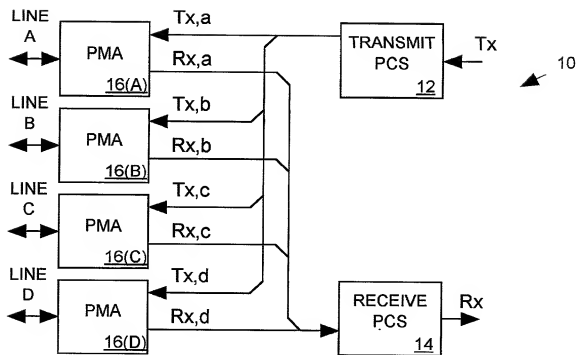 LINE
A
PMA
16(A)
Tx,a
Rx,a
TRANSMIT
PCS
12
Tx
10
LINE
B
PMA
16(B)
Tx,b
Rx,b
LINE
C
PMA
16(C)
Tx,c
Rx,c
LINE
D
PMA
16(D)
Tx,d
Rx,d
RECEIVE
PCS
14
Rx